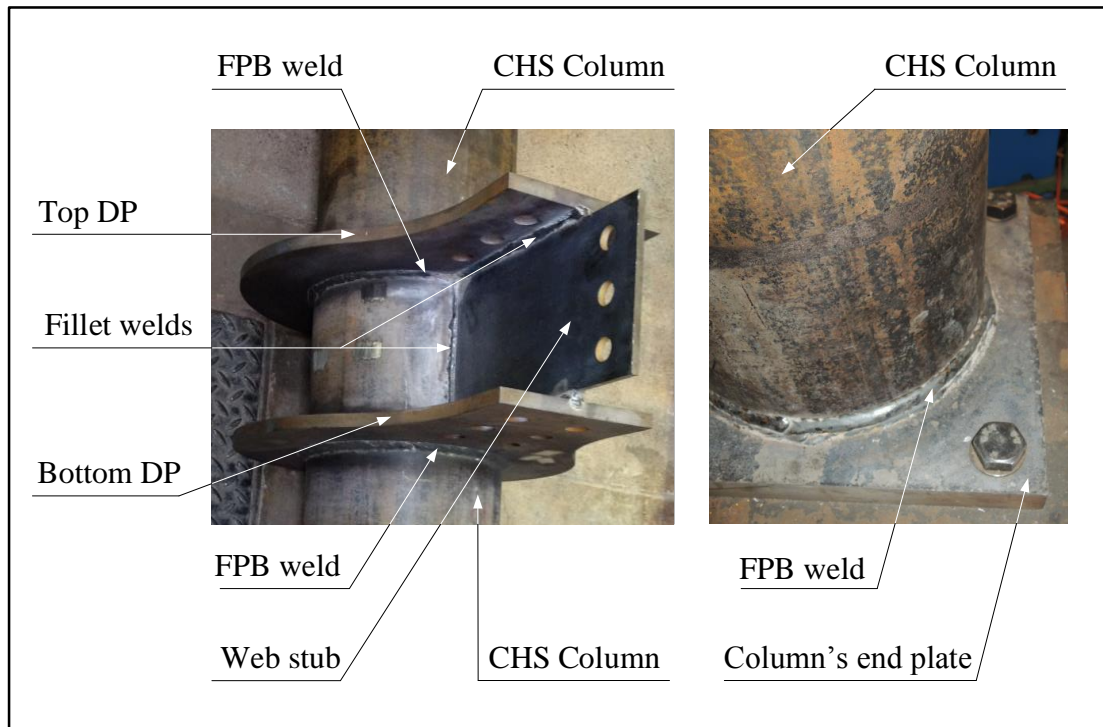 FPB weld
CHS Column
CHS Column
Top DP
Fillet welds
Bottom DP
FPB weld
FPB weld
Web stub
CHS Column
Column’s end plate